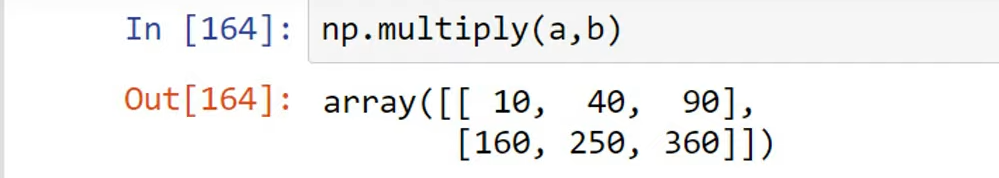 In [164]: np.multiply(a,b)
Out[164]: array([[ 10,  40,  90],
       [160, 250, 360]])